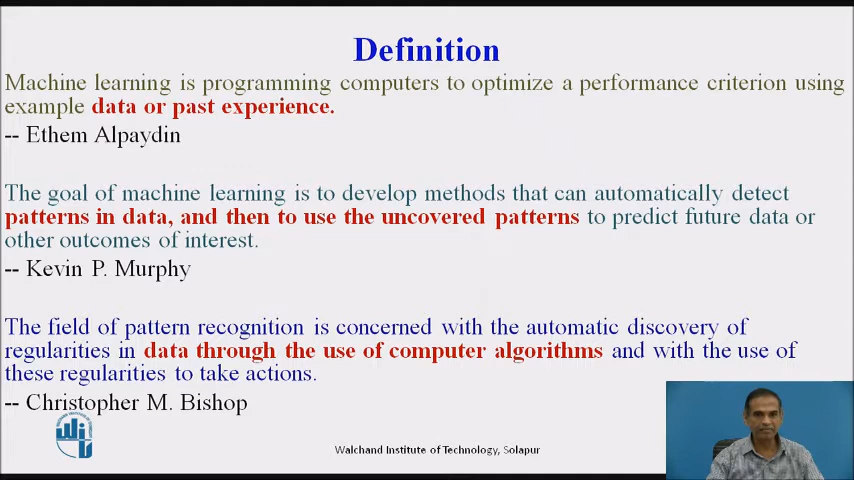 Definition
Machine learning is programming computers to optimize a performance criterion using
example data or past experience.
-- Ethem Alpaydin
The goal of machine learning is to develop methods that can automatically detect
patterns in data, and then to use the uncovered patterns to predict future data or
other outcomes of interest.
-- Kevin P. Murphy
The field of pattern recognition is concerned with the automatic discovery of
regularities in data through the use of computer algorithms and with the use of
these regularities to take actions.
-- Christopher M. Bishop
Walchand Institute of Technology, Solapur